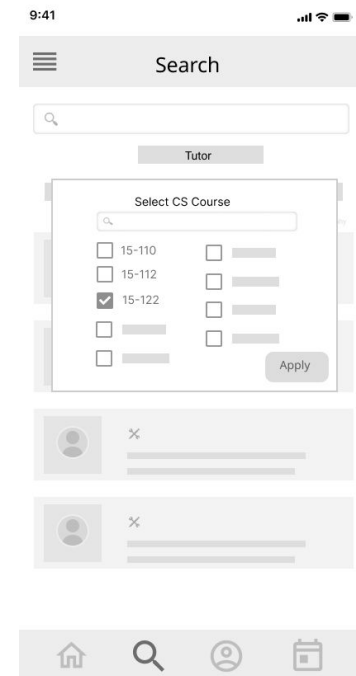 9:41
Search
Tutor
Select CS Course
15-110
15-112
15-122
Apply